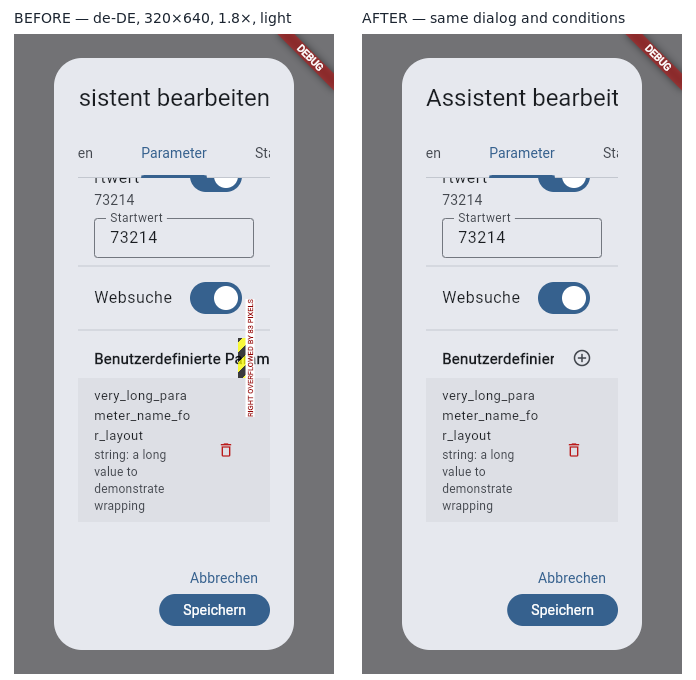 BEFORE — de-DE, 320×640, 1.8×, light
DEBUG
sistent bearbeiten
en Parameter Sta
rtwert
73214
Startwert
73214
Websuche
RIGHT OVERFLOWED BY 83 PIXELS
Benutzerdefinierte Param
very_long_para
meter_name_fo
r_layout
string: a long
value to
demonstrate
wrapping
Abbrechen
Speichern
AFTER — same dialog and conditions
DEBUG
Assistent bearbeit
en Parameter Sta
rtwert
73214
Startwert
73214
Websuche
Benutzerdefinier
very_long_para
meter_name_fo
r_layout
string: a long
value to
demonstrate
wrapping
Abbrechen
Speichern